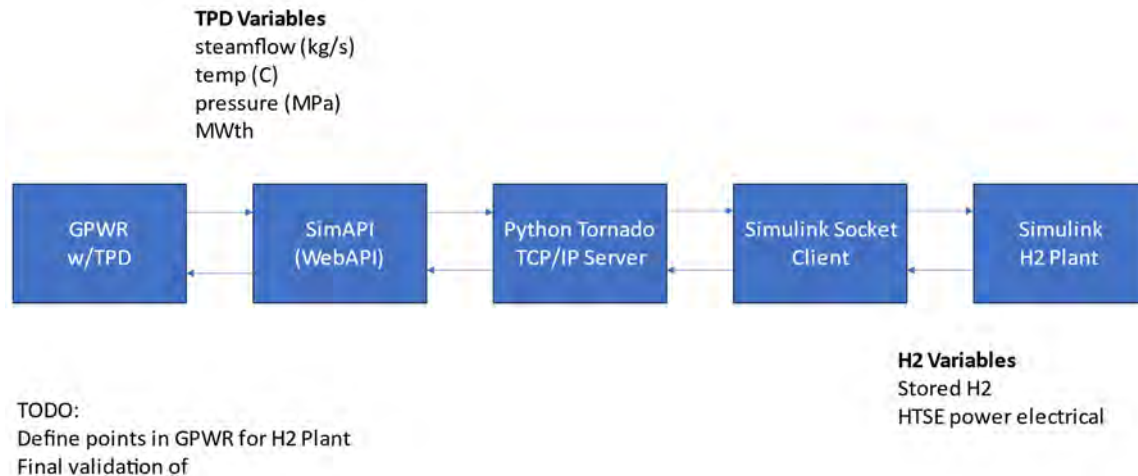 TPD Variables
steamflow (kg/s)
temp (C)
pressure (MPa)
MWth
GPWR
w/TPD
SimAPI
(WebAPI)
Python Tornado
TCP/IP Server
Simulink Socket
Client
Simulink
H2 Plant
H2 Variables
Stored H2
HTSE power electrical
TODO:
Define points in GPWR for H2 Plant
Final validation of